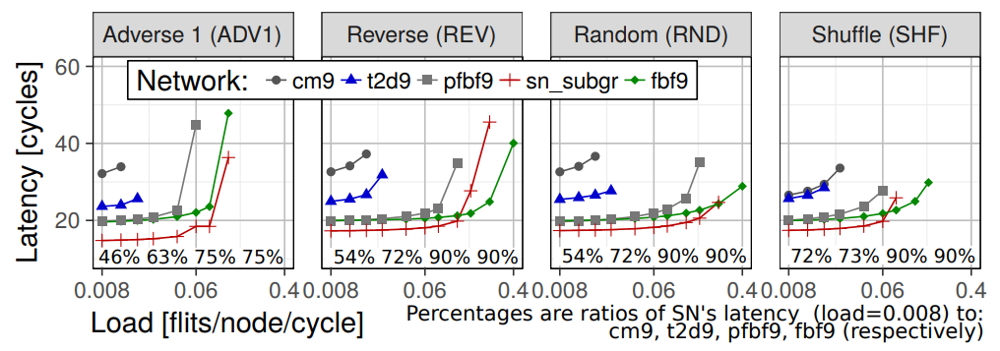 Adverse 1 (ADV1) Reverse (REV) Random (RND) Shuffle (SHF)
Network: cm9 t2d9 pfbf9 sn_subgr fbf9
Latency [cycles]
60
40
20
46% 63% 75% 75% 54% 72% 90% 90% 54% 72% 90% 90% 72% 73% 90% 90%
0.008 0.06 0.4 0.008 0.06 0.4 0.008 0.06 0.4 0.008 0.06 0.4
Load [flits/node/cycle]
Percentages are ratios of SN's latency (load=0.008) to:
cm9, t2d9, pfbf9, fbf9 (respectively)